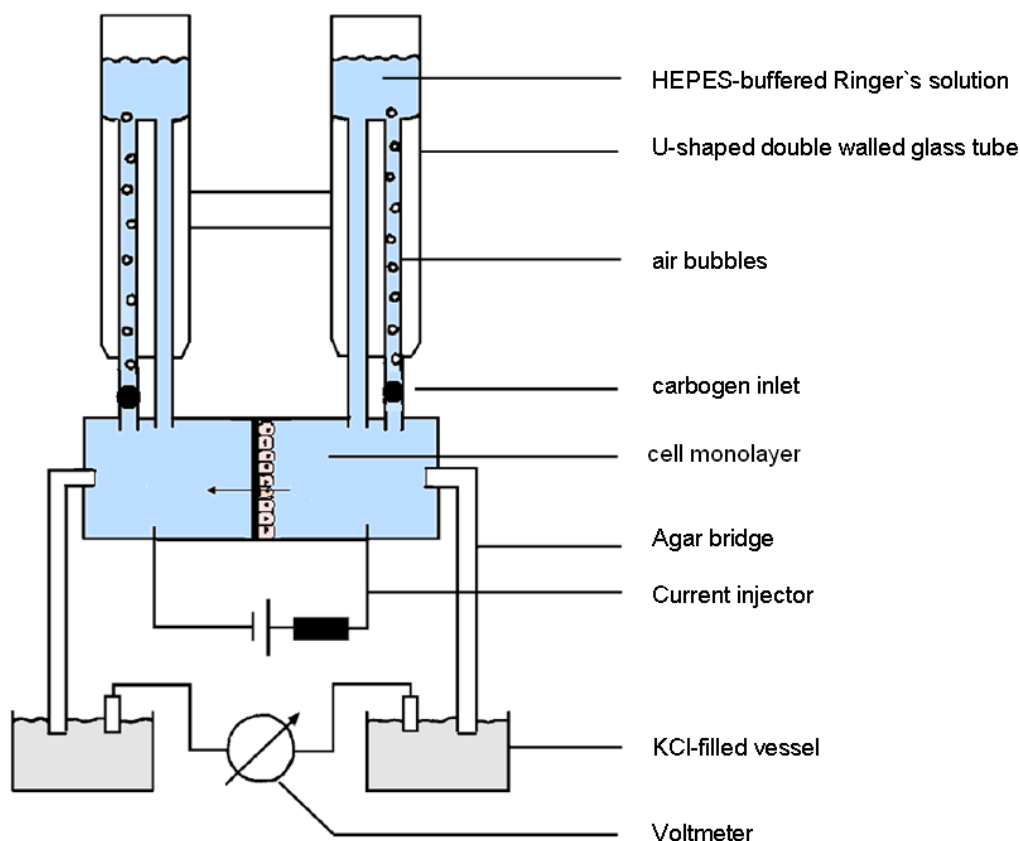 HEPES-buffered Ringer`s solution
U-shaped double walled glass tube
air bubbles
carbogen inlet
cell monolayer
Agar bridge
Current injector
KCl-filled vessel
Voltmeter